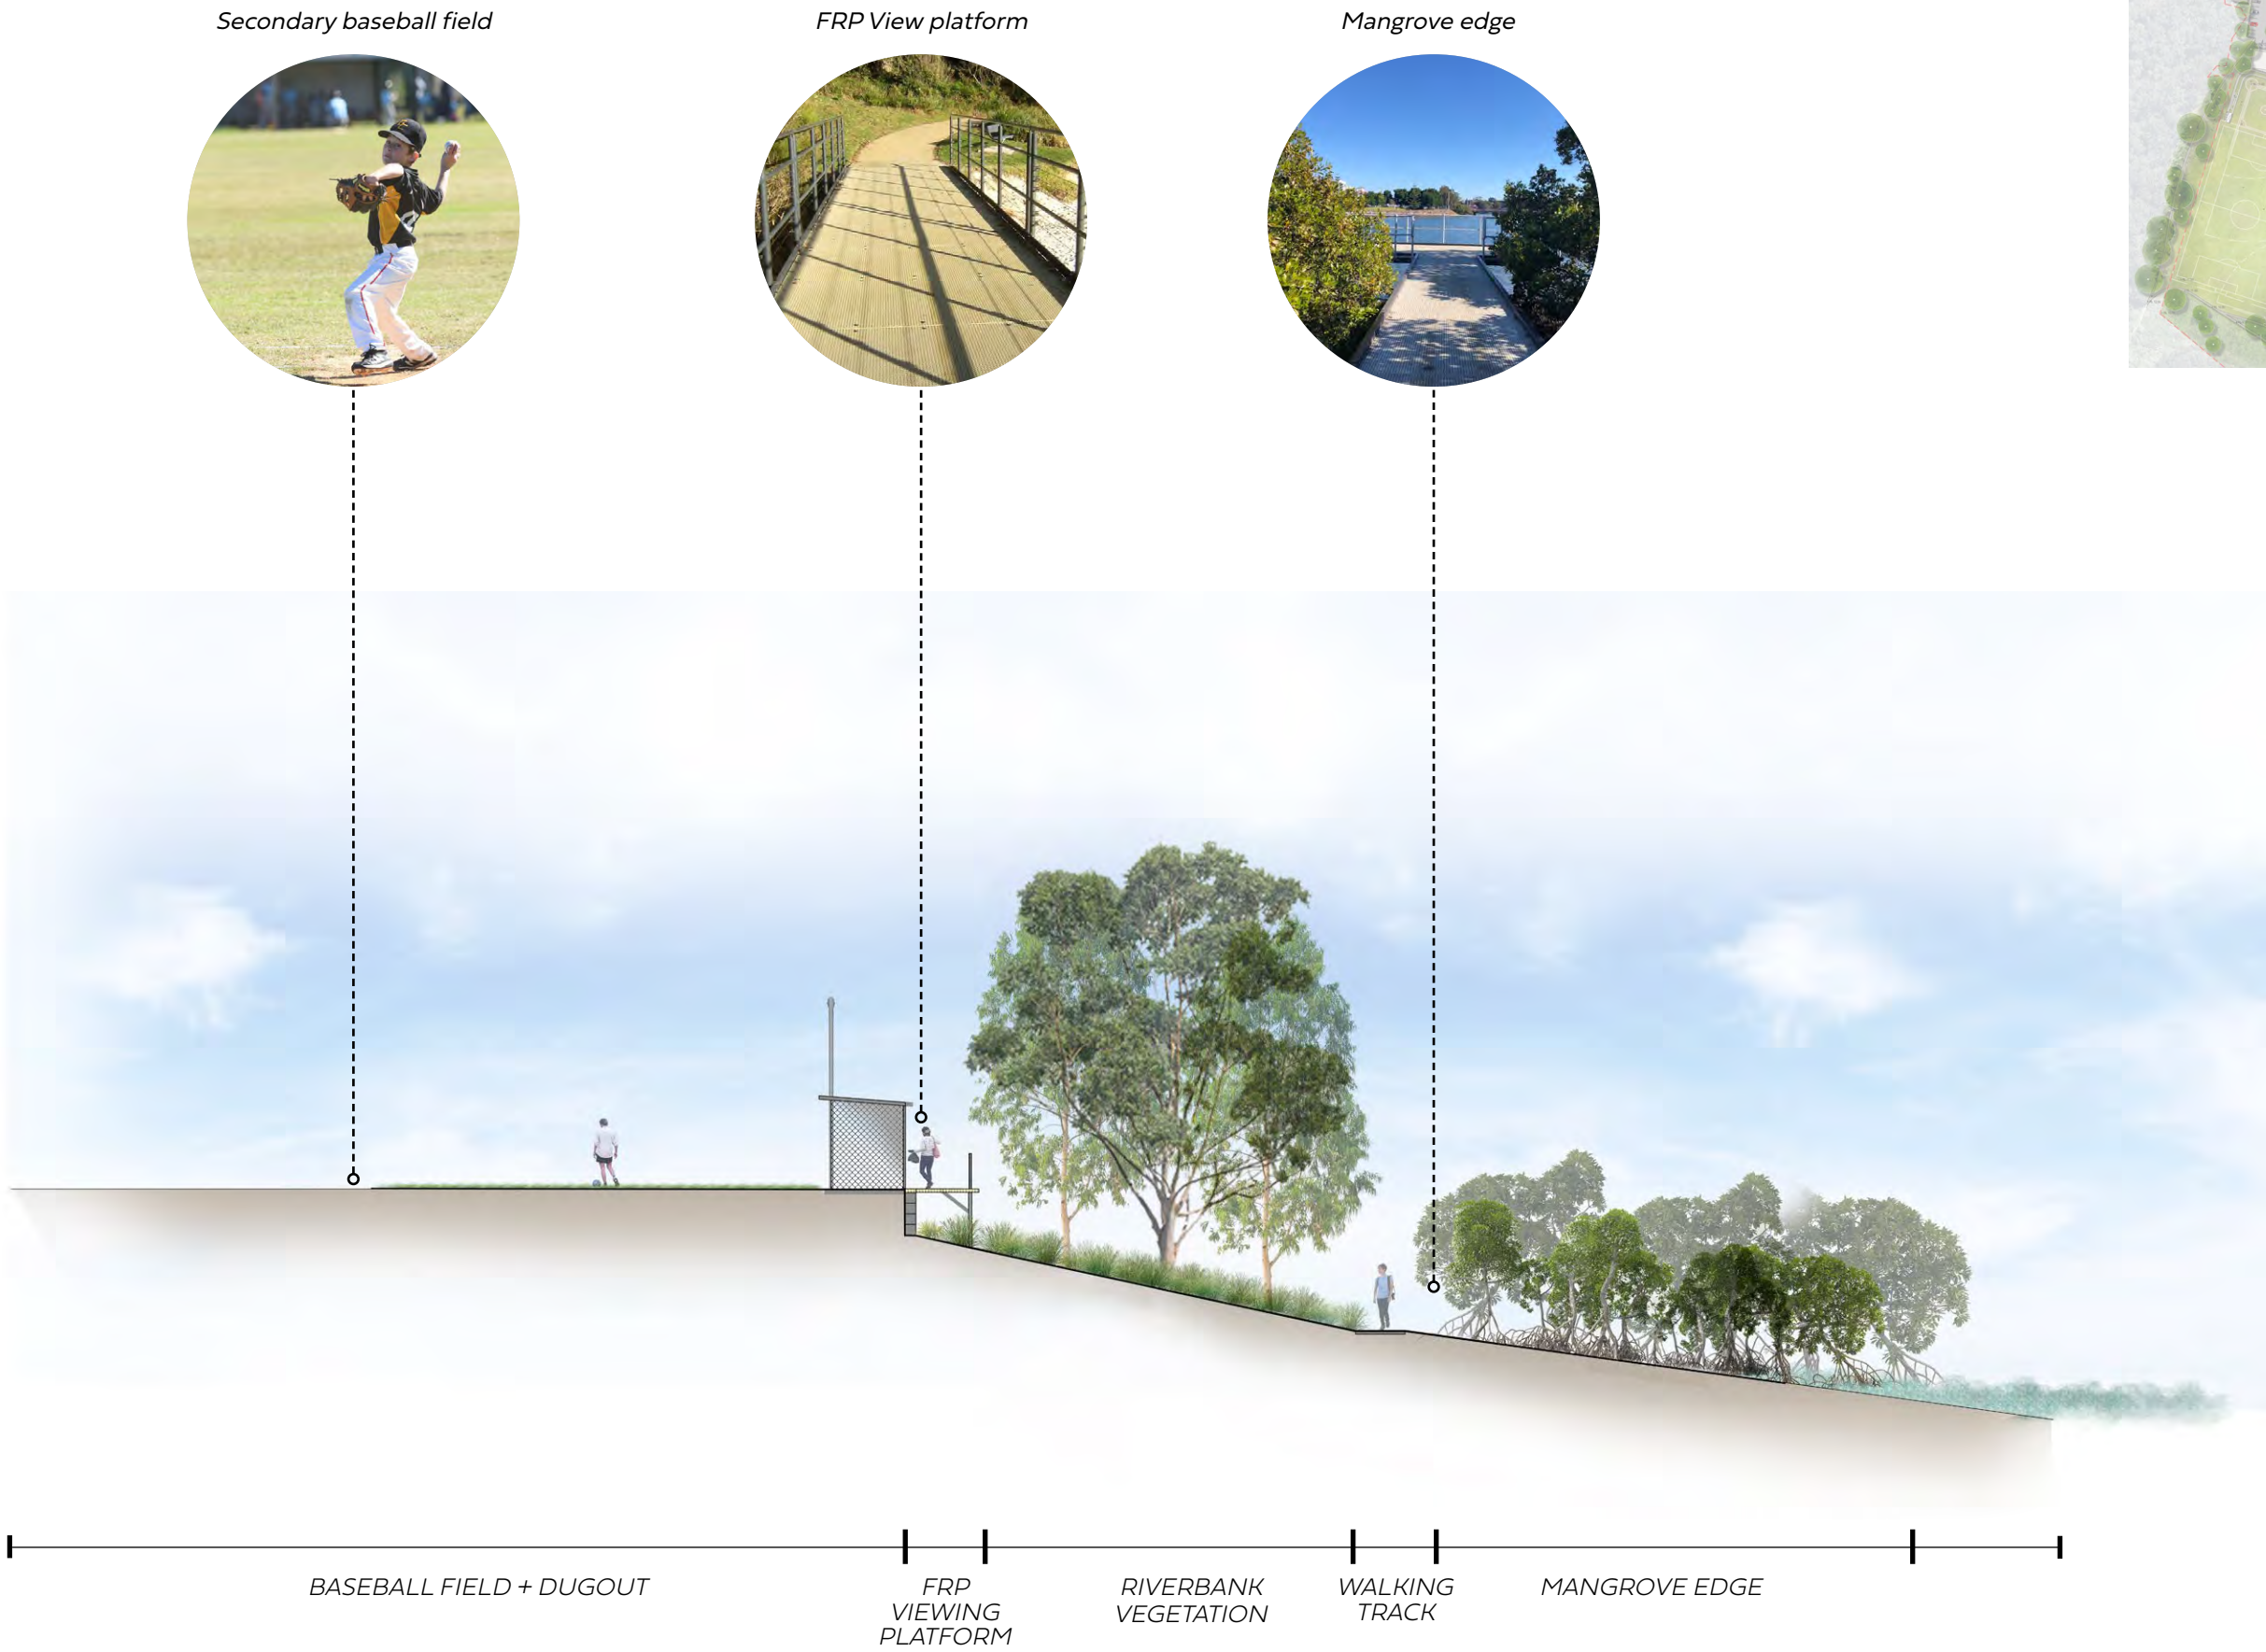 Secondary baseball field
FRP View platform
Mangrove edge
BASEBALL FIELD + DUGOUT
FRP
VIEWING
PLATFORM
RIVERBANK
VEGETATION
WALKING
TRACK
MANGROVE EDGE